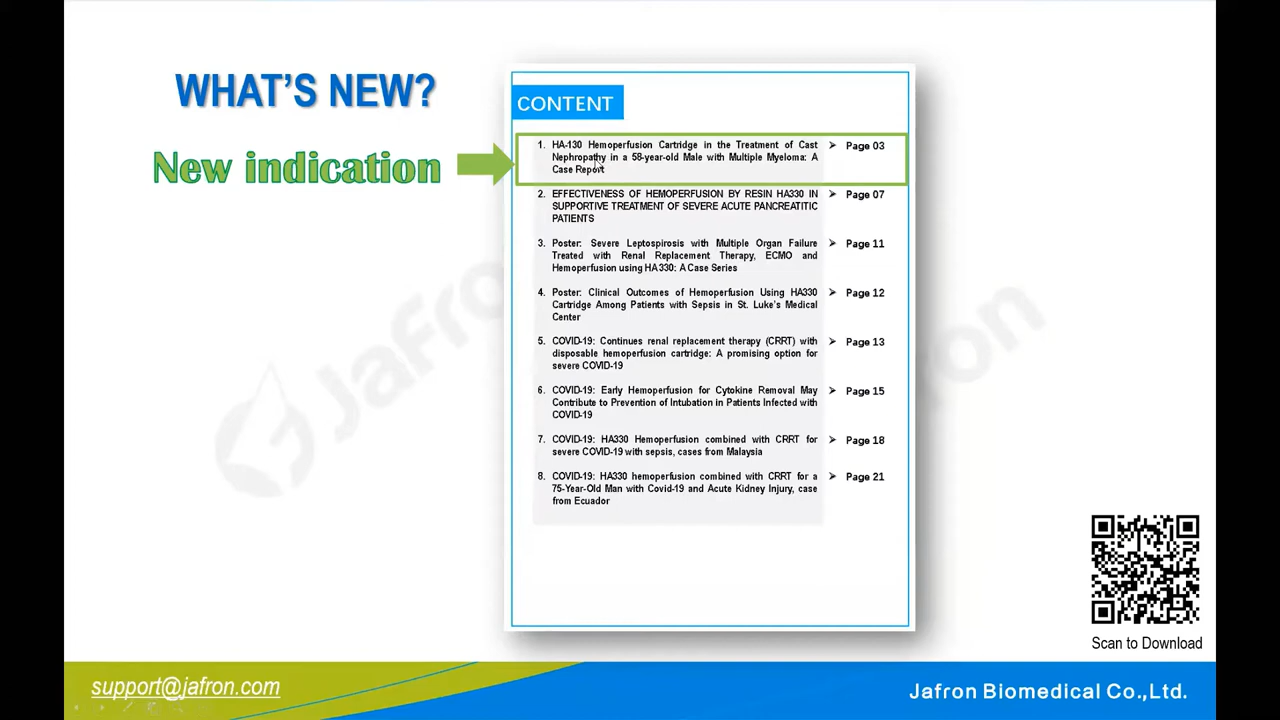 WHAT'S NEW?
New indication
CONTENT
1. HA-130 Hemoperfusion Cartridge in the Treatment of Cast
Nephropathy in a 58-year-old Male with Multiple Myeloma: A
Case Report
➢ Page 03
2. EFFECTIVENESS OF HEMOPERFUSION BY RESIN HA330 IN
SUPPORTIVE TREATMENT OF SEVERE ACUTE PANCREATITIC
PATIENTS
➢ Page 07
3. Poster: Severe Leptospirosis with Multiple Organ Failure
Treated with Renal Replacement Therapy, ECMO and
Hemoperfusion using HA330: A Case Series
➢ Page 11
4. Poster: Clinical Outcomes of Hemoperfusion Using HA330
Cartridge Among Patients with Sepsis in St. Luke's Medical
Center
➢ Page 12
5. COVID-19: Continues renal replacement therapy (CRRT) with
disposable hemoperfusion cartridge: A promising option for
severe COVID-19
➢ Page 13
6. COVID-19: Early Hemoperfusion for Cytokine Removal May
Contribute to Prevention of Intubation in Patients Infected with
COVID-19
➢ Page 15
7. COVID-19: HA330 Hemoperfusion combined with CRRT for
severe COVID-19 with sepsis, cases from Malaysia
➢ Page 18
8. COVID-19: HA330 hemoperfusion combined with CRRT for a
75-Year-Old Man with Covid-19 and Acute Kidney Injury, case
from Ecuador
➢ Page 21
Jafron
Scan to Download
support@jafron.com
Jafron Biomedical Co.,Ltd.